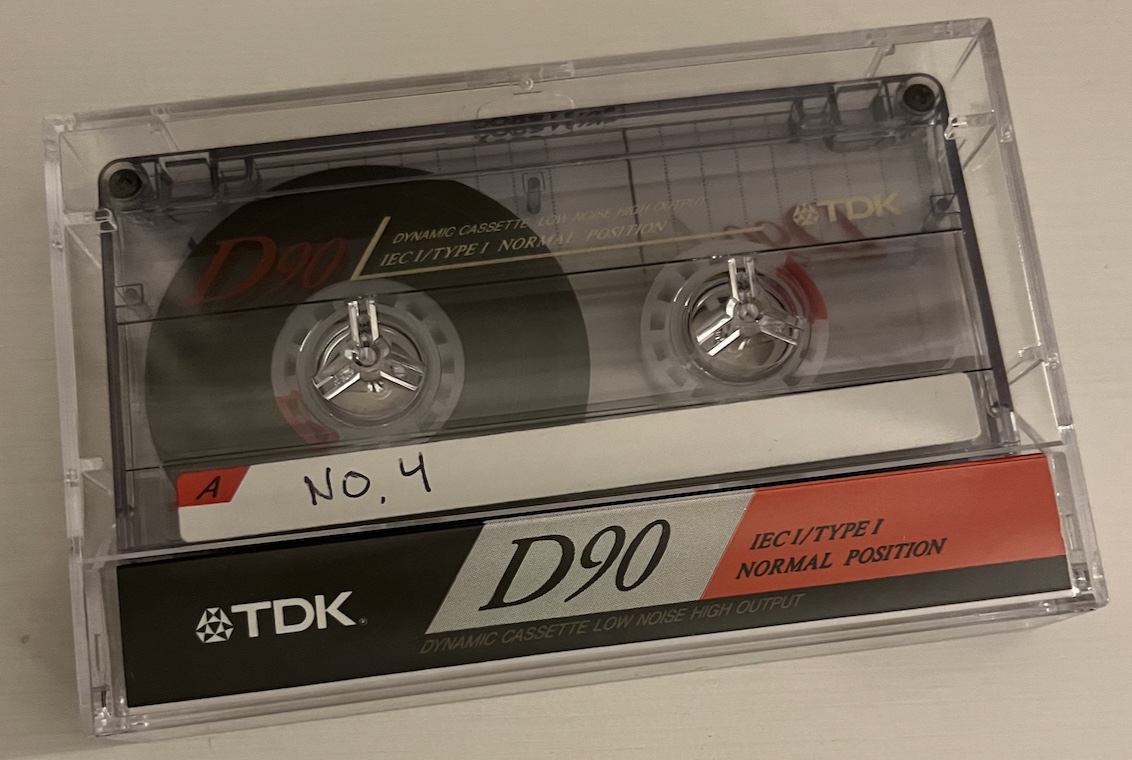 D90
DYNAMIC CASSETTE LOW NOISE HIGH OUTPUT
IEC I/TYPE I NORMAL POSITION
TDK
A
NO. 4
TDK
D90
IEC I/TYPE I
NORMAL POSITION
DYNAMIC CASSETTE LOW NOISE HIGH OUTPUT